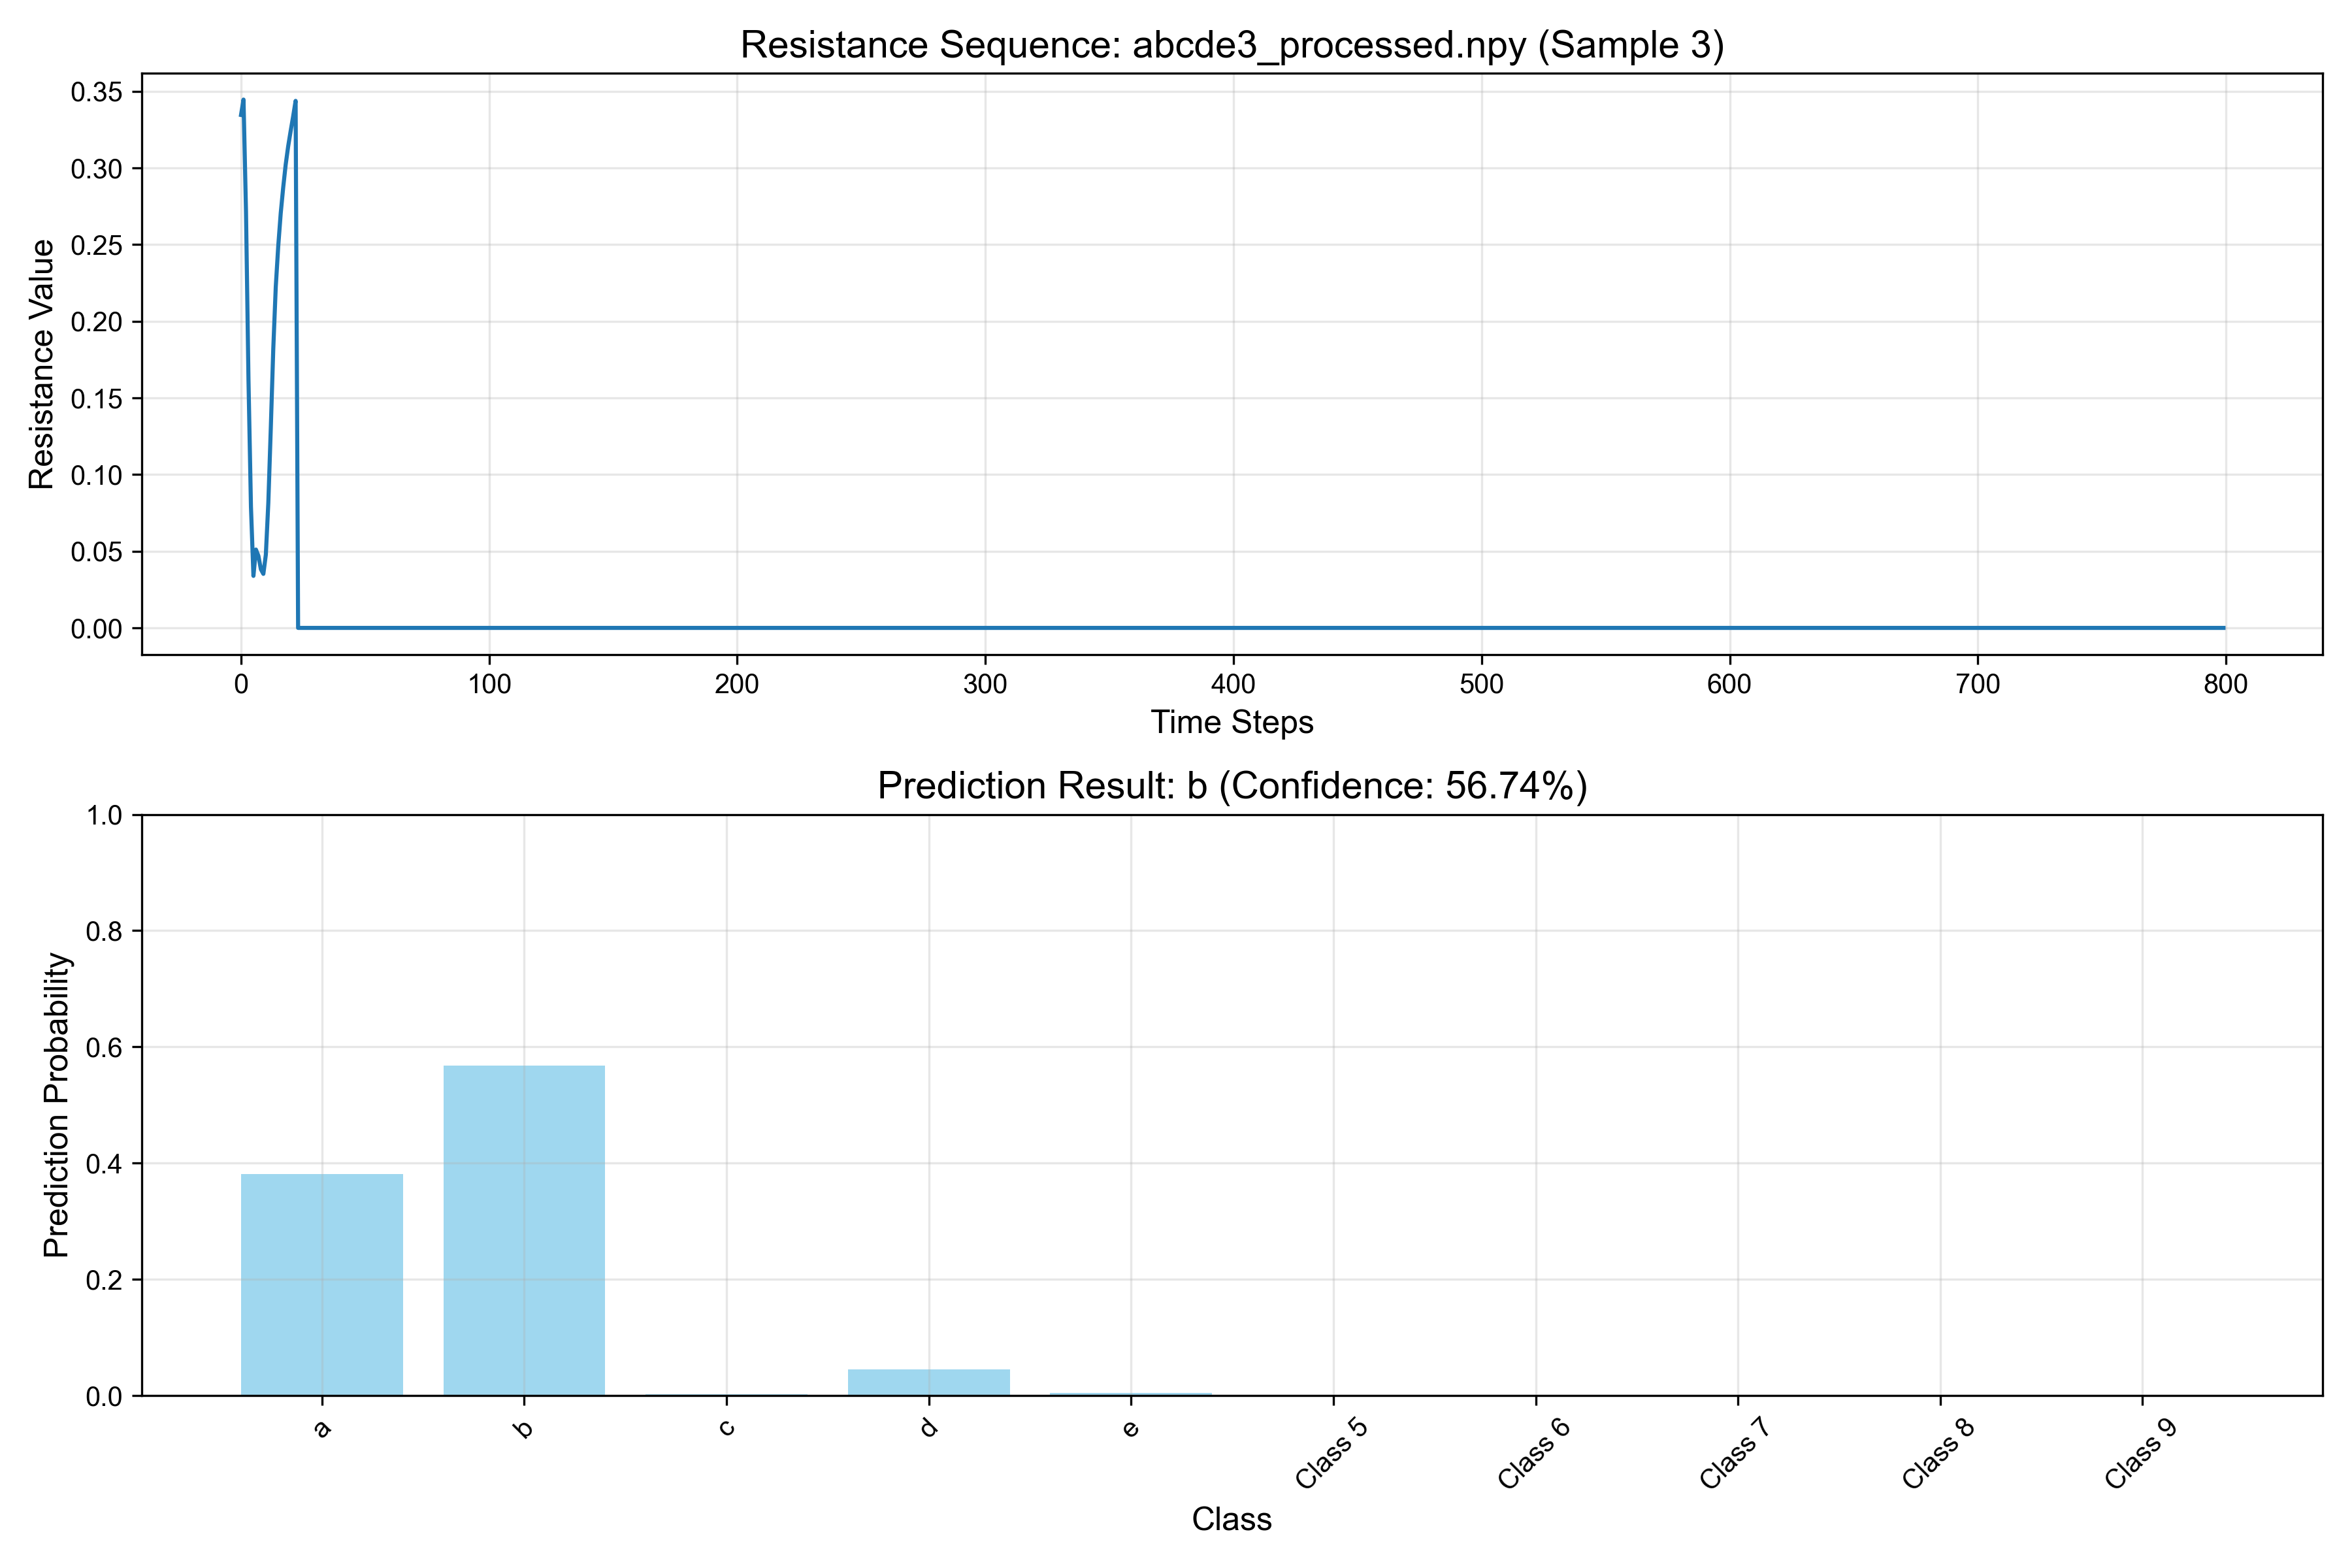 Resistance Sequence: abcde3_processed.npy (Sample 3)
Resistance Value
0.35
0.30
0.25
0.20
0.15
0.10
0.05
0.00
0 100 200 300 400 500 600 700 800
Time Steps
Prediction Result: b (Confidence: 56.74%)
Prediction Probability
1.0
0.8
0.6
0.4
0.2
0.0
a b c d e Class 5 Class 6 Class 7 Class 8 Class 9
Class